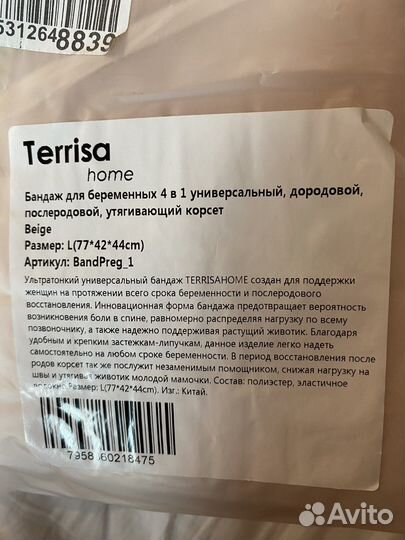 53126488839
Terrisa
home
Бандаж для беременных 4 в 1 универсальный, дородовой,
послеродовой, утягивающий корсет
Beige
Размер: L(77*42*44cm)
Артикул: BandPreg_1
Ультратонкий универсальный бандаж TERRISAHOME создан для поддержки
женщин на протяжении всего срока беременности и послеродового
восстановления. Инновационная форма бандажа предотвращает вероятность
возникновения боли в спине, равномерно распределяя нагрузку по всему
позвоночнику, а также надежно поддерживая растущий животик. Благодаря
удобным и крепким застежкам-липучкам, данное изделие легко надеть
самостоятельно на любом сроке беременности. В период восстановления после
родов корсет так же послужит незаменимым помощником, снижая нагрузку на
швы и утягивая животик молодой мамочки. Состав: полиэстер, эластичное
Размер: L(77*42*44cm). Изг.: Китай.
Avito